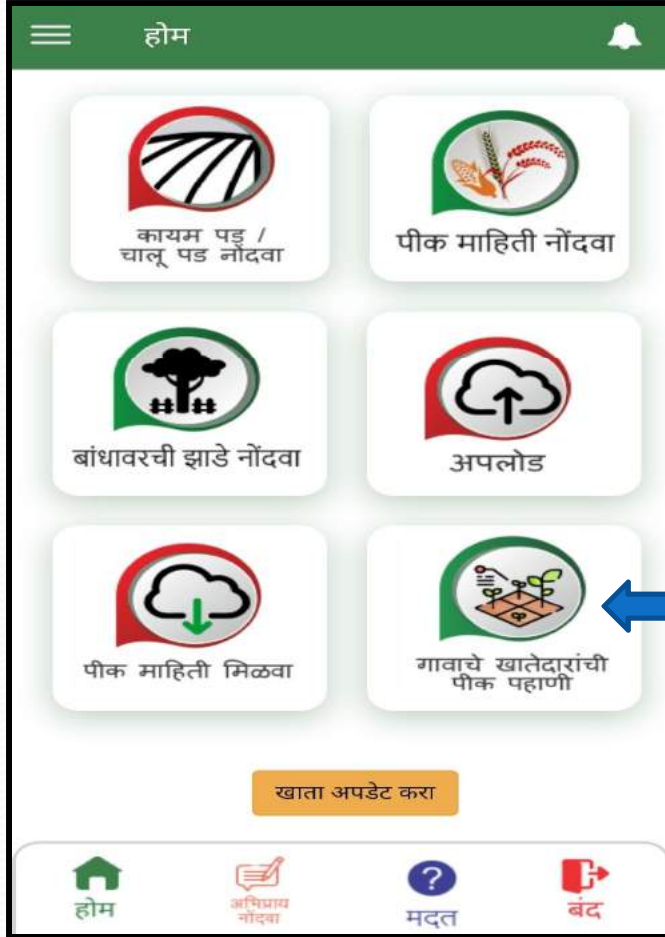 होम
कायम पड /
चालू पड नोंदवा
पीक माहिती नोंदवा
बांधावरची झाडे नोंदवा
अपलोड
पीक माहिती मिळवा
गावाचे खातेदारांची
पीक पहाणी
खाता अपडेट करा
होम
अभिप्राय
नोंदवा
मदत
बंद